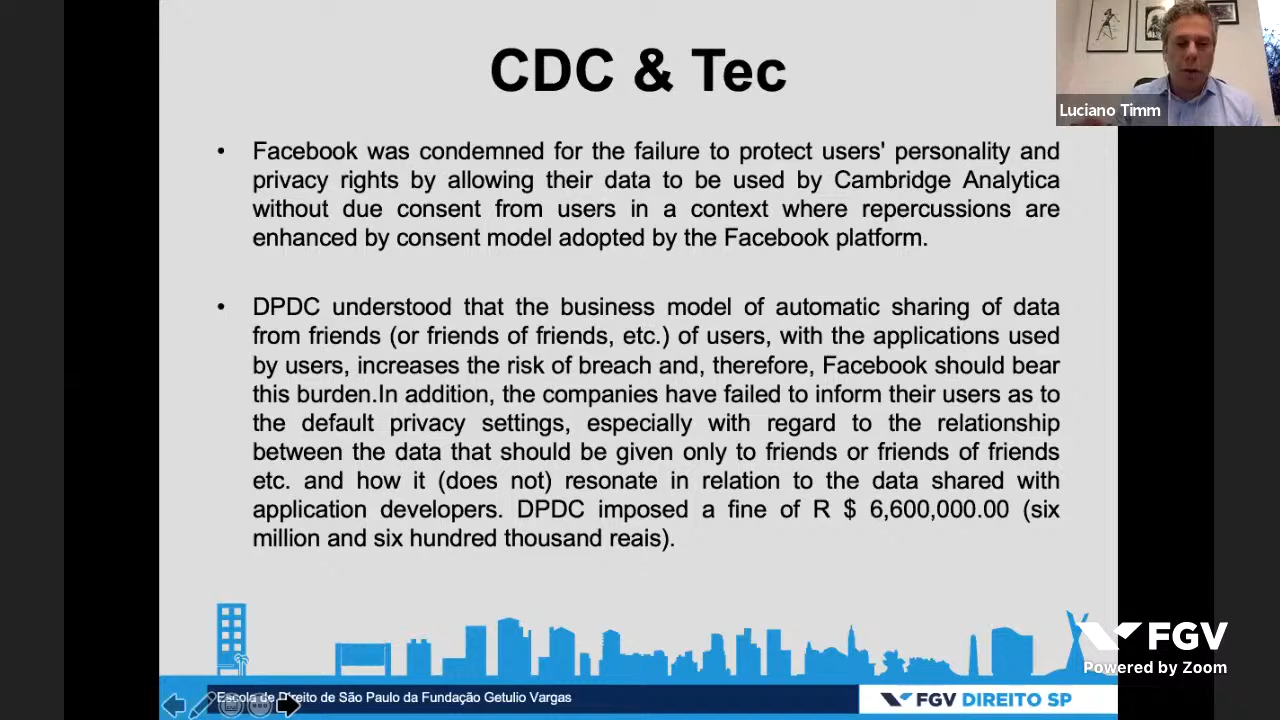 CDC & Tec
Luciano Timm
• Facebook was condemned for the failure to protect users' personality and
privacy rights by allowing their data to be used by Cambridge Analytica
without due consent from users in a context where repercussions are
enhanced by consent model adopted by the Facebook platform.
• DPDC understood that the business model of automatic sharing of data
from friends (or friends of friends, etc.) of users, with the applications used
by users, increases the risk of breach and, therefore, Facebook should bear
this burden.In addition, the companies have failed to inform their users as to
the default privacy settings, especially with regard to the relationship
between the data that should be given only to friends or friends of friends
etc. and how it (does not) resonate in relation to the data shared with
application developers. DPDC imposed a fine of R $ 6,600,000.00 (six
million and six hundred thousand reais).
FGV
Powered by Zoom
Escola de Direito de São Paulo da Fundação Getulio Vargas
FGV DIREITO SP